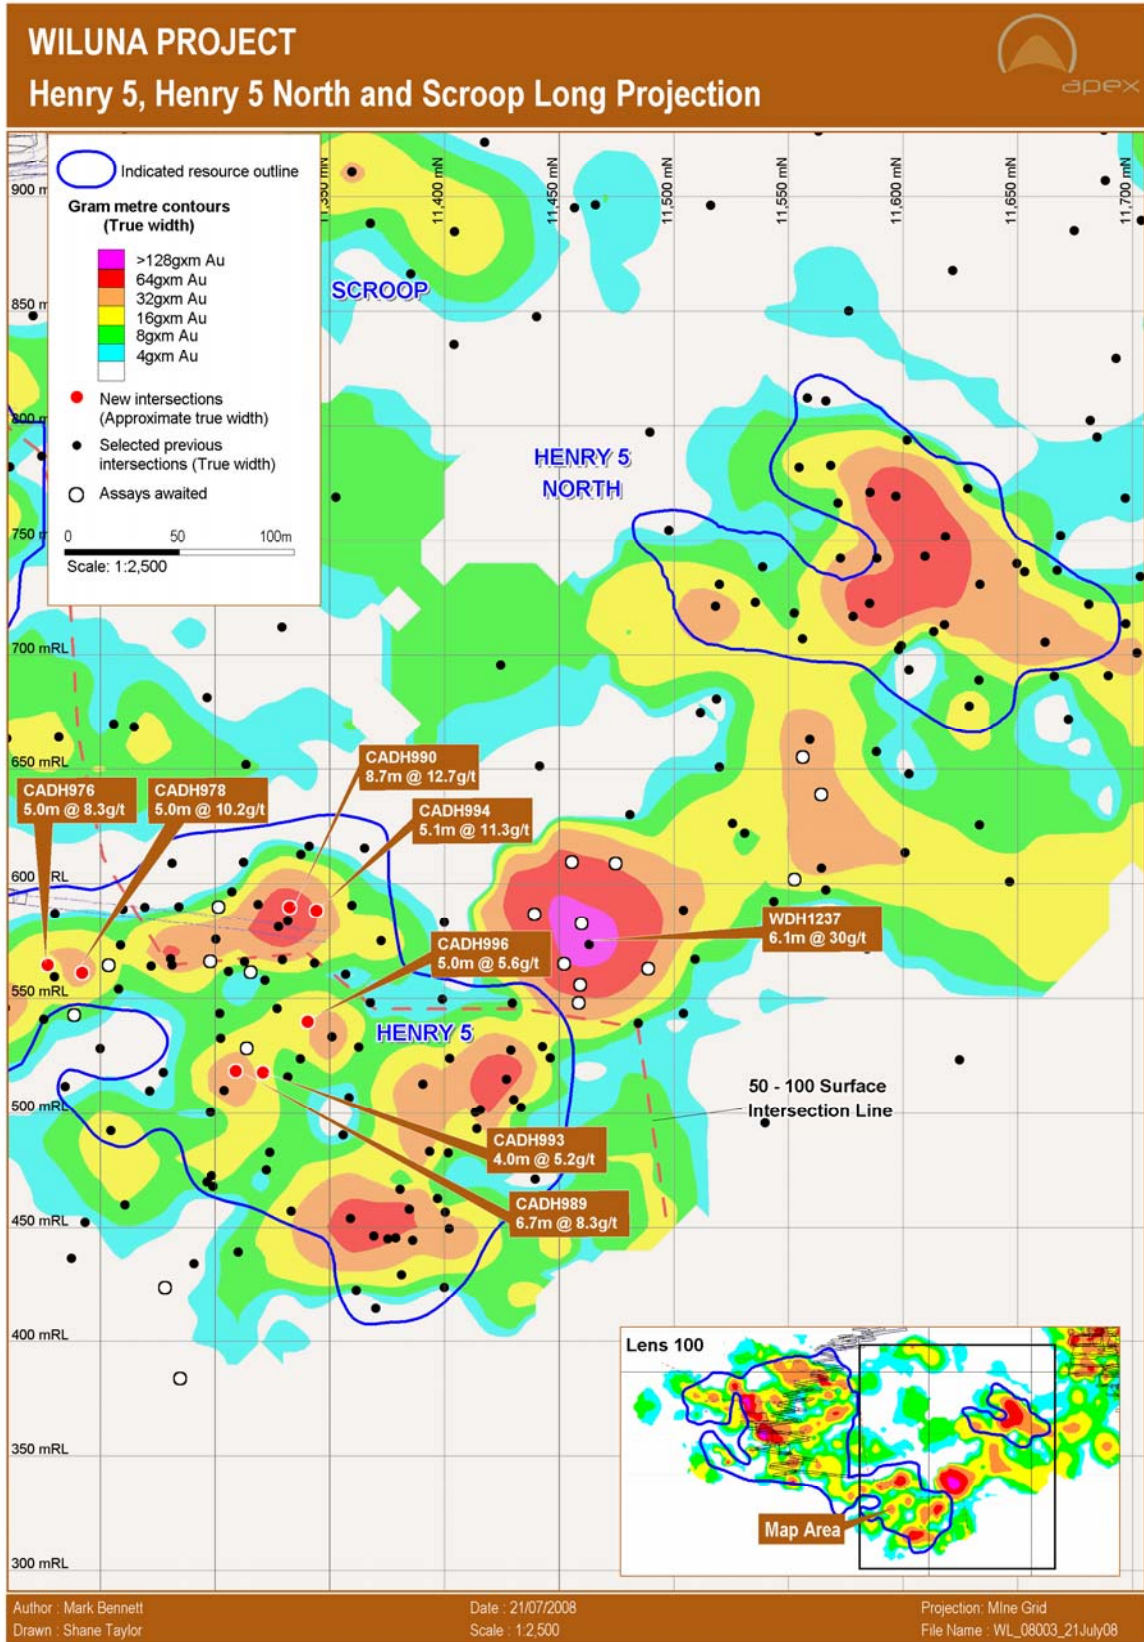 WILUNA PROJECT
Henry 5, Henry 5 North and Scroop Long Projection
apex
Indicated resource outline
Gram metre contours
(True width)
>128gxm Au
64gxm Au
32gxm Au
16gxm Au
8gxm Au
4gxm Au
New intersections
(Approximate true width)
Selected previous
intersections (True width)
Assays awaited
0 50 100m
Scale: 1:2,500
11,350 mN
11,400 mN
11,450 mN
11,500 mN
11,550 mN
11,600 mN
11,650 mN
11,700 mN
900 mRL
850 m
800 m
750 m
700 mRL
650 mRL
600 mRL
550 mRL
500 mRL
450 mRL
400 mRL
350 mRL
300 mRL
SCROOP
HENRY 5
NORTH
CADH990
8.7m @ 12.7g/t
CADH976
5.0m @ 8.3g/t
CADH978
5.0m @ 10.2g/t
CADH994
5.1m @ 11.3g/t
WDH1237
6.1m @ 30g/t
CADH996
5.0m @ 5.6g/t
HENRY 5
50 - 100 Surface
Intersection Line
CADH993
4.0m @ 5.2g/t
CADH989
6.7m @ 8.3g/t
Lens 100
Map Area
Author : Mark Bennett
Drawn : Shane Taylor
Date : 21/07/2008
Scale : 1:2,500
Projection: MIne Grid
File Name : WL_08003_21July08